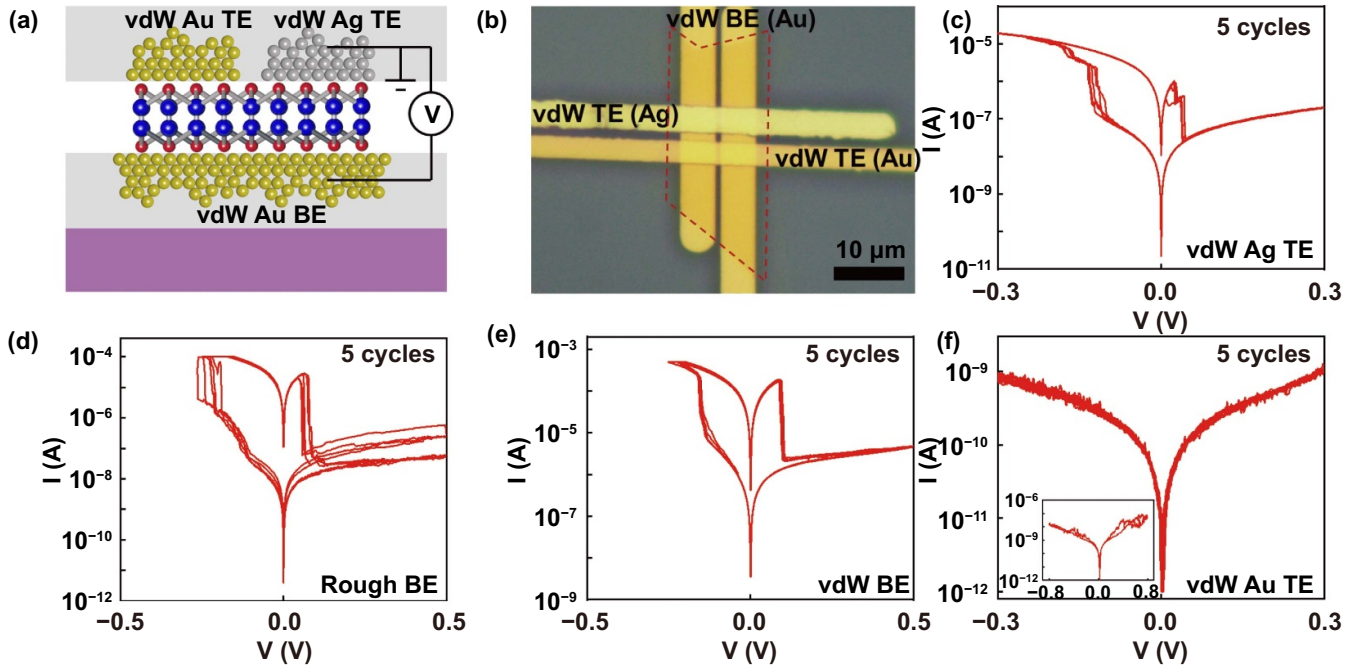 (a)
vdW Au TE
vdW Ag TE
V
vdW Au BE
(b)
vdW BE (Au)
vdW TE (Ag)
vdW TE (Au)
10 μm
(c)
5 cycles
10⁻⁵
10⁻⁷
10⁻⁹
10⁻¹¹
I (A)
vdW Ag TE
−0.3 0.0 0.3
V (V)
(d)
5 cycles
10⁻⁴
10⁻⁶
10⁻⁸
10⁻¹⁰
10⁻¹²
I (A)
Rough BE
−0.5 0.0 0.5
V (V)
(e)
5 cycles
10⁻³
10⁻⁵
10⁻⁷
10⁻⁹
I (A)
vdW BE
−0.5 0.0 0.5
V (V)
(f)
5 cycles
10⁻⁹
10⁻¹⁰
10⁻¹¹
10⁻¹²
I (A)
10⁻⁶
10⁻⁹
10⁻¹²
−0.8 0.0 0.8
vdW Au TE
−0.3 0.0 0.3
V (V)